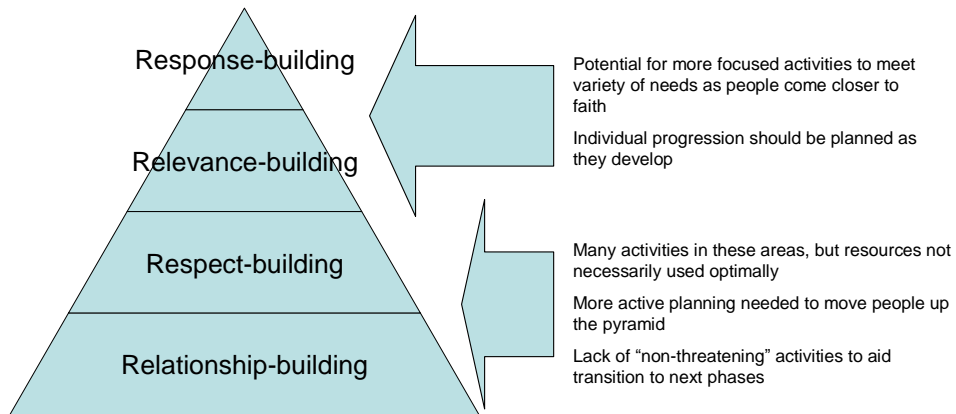 Response-building
Relevance-building
Respect-building
Relationship-building
Potential for more focused activities to meet
variety of needs as people come closer to
faith
Individual progression should be planned as
they develop
Many activities in these areas, but resources not
necessarily used optimally
More active planning needed to move people up
the pyramid
Lack of “non-threatening” activities to aid
transition to next phases